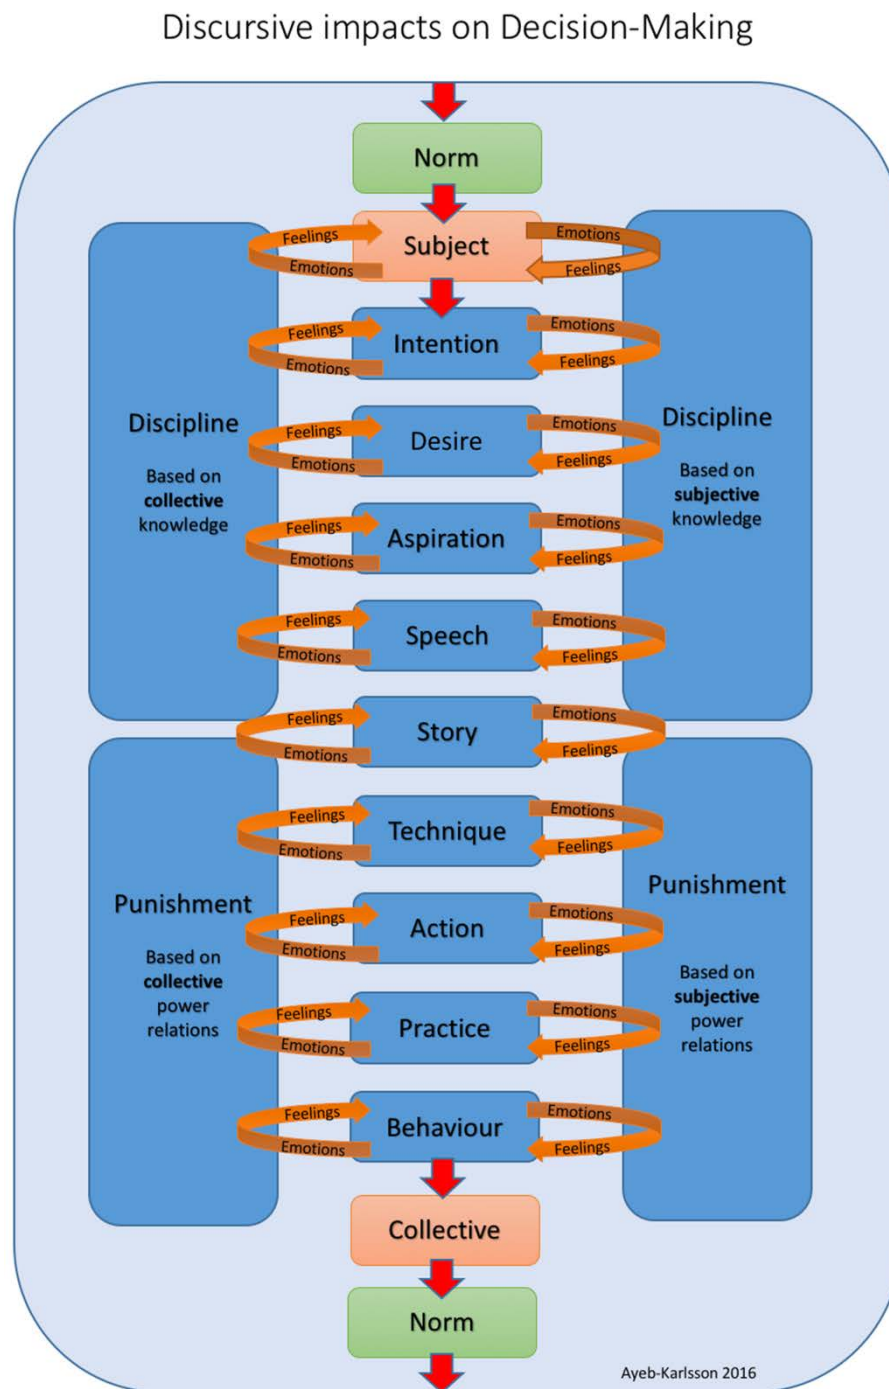 Discursive impacts on Decision-Making
Norm
Feelings
Emotions
Subject
Emotions
Feelings
Feelings
Emotions
Intention
Emotions
Feelings
Discipline
Based on
collective
knowledge
Feelings
Emotions
Desire
Emotions
Feelings
Discipline
Based on
subjective
knowledge
Feelings
Emotions
Aspiration
Emotions
Feelings
Feelings
Emotions
Speech
Emotions
Feelings
Feelings
Emotions
Story
Emotions
Feelings
Feelings
Emotions
Technique
Emotions
Feelings
Punishment
Based on
collective
power
relations
Feelings
Emotions
Action
Emotions
Feelings
Punishment
Based on
subjective
power
relations
Feelings
Emotions
Practice
Emotions
Feelings
Feelings
Emotions
Behaviour
Emotions
Feelings
Collective
Norm
Ayeb-Karlsson 2016